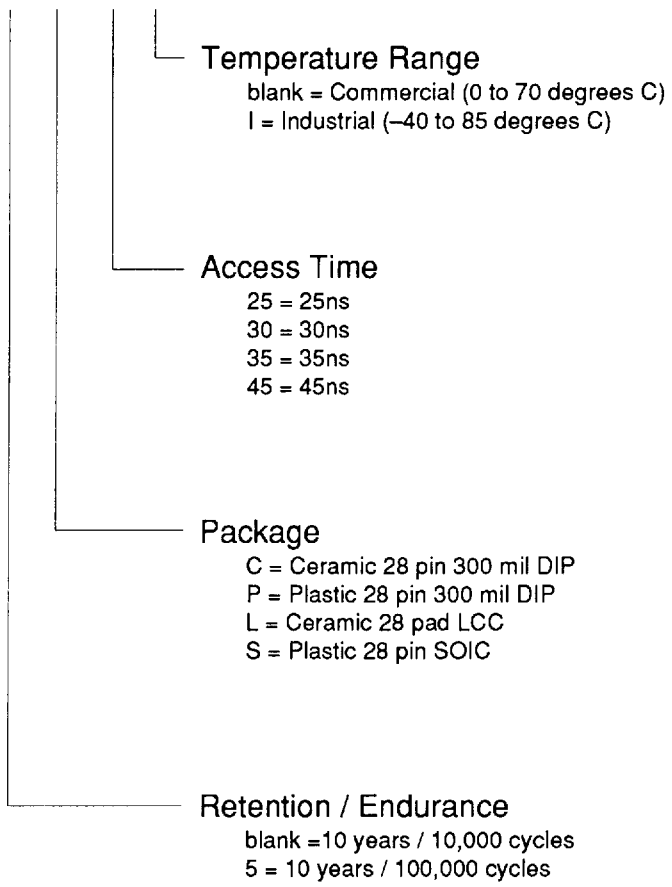 Temperature Range
blank = Commercial (0 to 70 degrees C)
I = Industrial (–40 to 85 degrees C)
Access Time
25 = 25ns
30 = 30ns
35 = 35ns
45 = 45ns
Package
C = Ceramic 28 pin 300 mil DIP
P = Plastic 28 pin 300 mil DIP
L = Ceramic 28 pad LCC
S = Plastic 28 pin SOIC
Retention / Endurance
blank =10 years / 10,000 cycles
5 = 10 years / 100,000 cycles